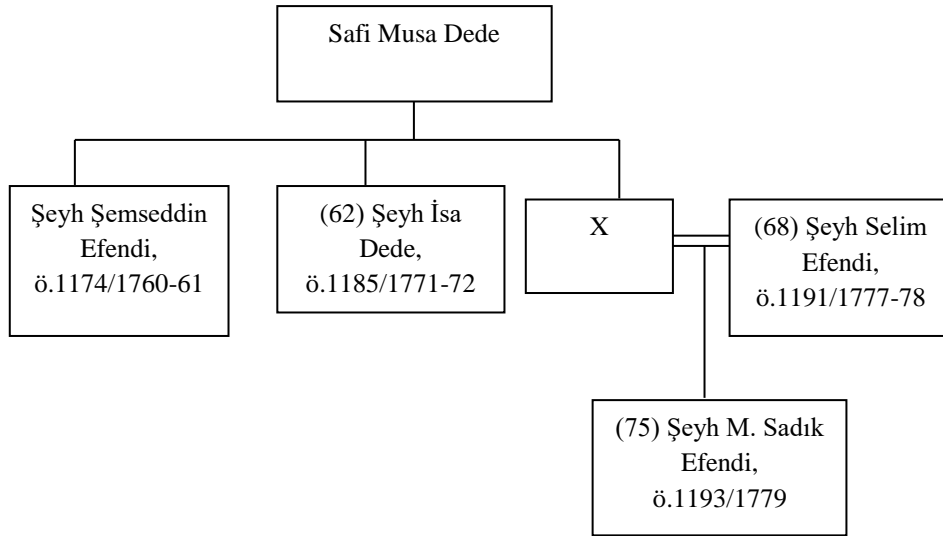 Safi Musa Dede
Şeyh Şemseddin
Efendi,
ö.1174/1760-61
(62) Şeyh İsa
Dede,
ö.1185/1771-72
X
(68) Şeyh Selim
Efendi,
ö.1191/1777-78
(75) Şeyh M. Sadık
Efendi,
ö.1193/1779